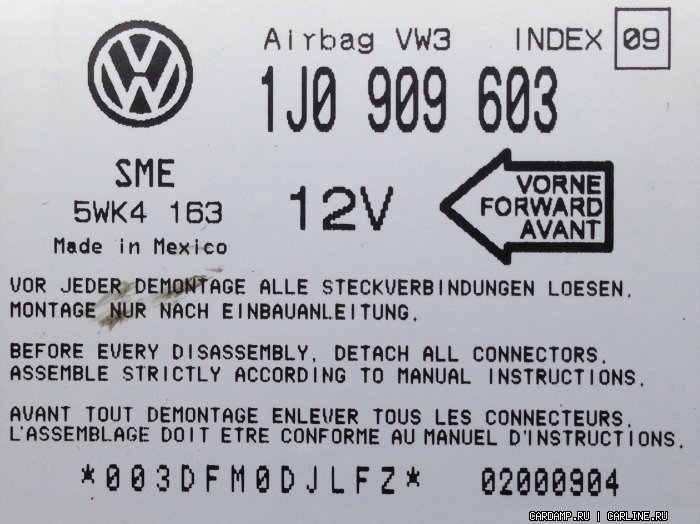 Airbag VW3 INDEX 09
1J0 909 603
SME
5WK4 163
Made in Mexico
12V
VORNE
FORWARD
AVANT
VOR JEDER DEMONTAGE ALLE STECKVERBINDUNGEN LOESEN.
MONTAGE NUR NACH EINBAUANLEITUNG.
BEFORE EVERY DISASSEMBLY, DETACH ALL CONNECTORS.
ASSEMBLE STRICTLY ACCORDING TO MANUAL INSTRUCTIONS.
AVANT TOUT DEMONTAGE ENLEVER TOUS LES CONNECTEURS.
L'ASSEMBLAGE DOIT ETRE CONFORME AU MANUEL D'INSTRUCTIONS.
*003DFM0DJLFZ* 02000904
CARDAMP.RU | CARLINE.RU